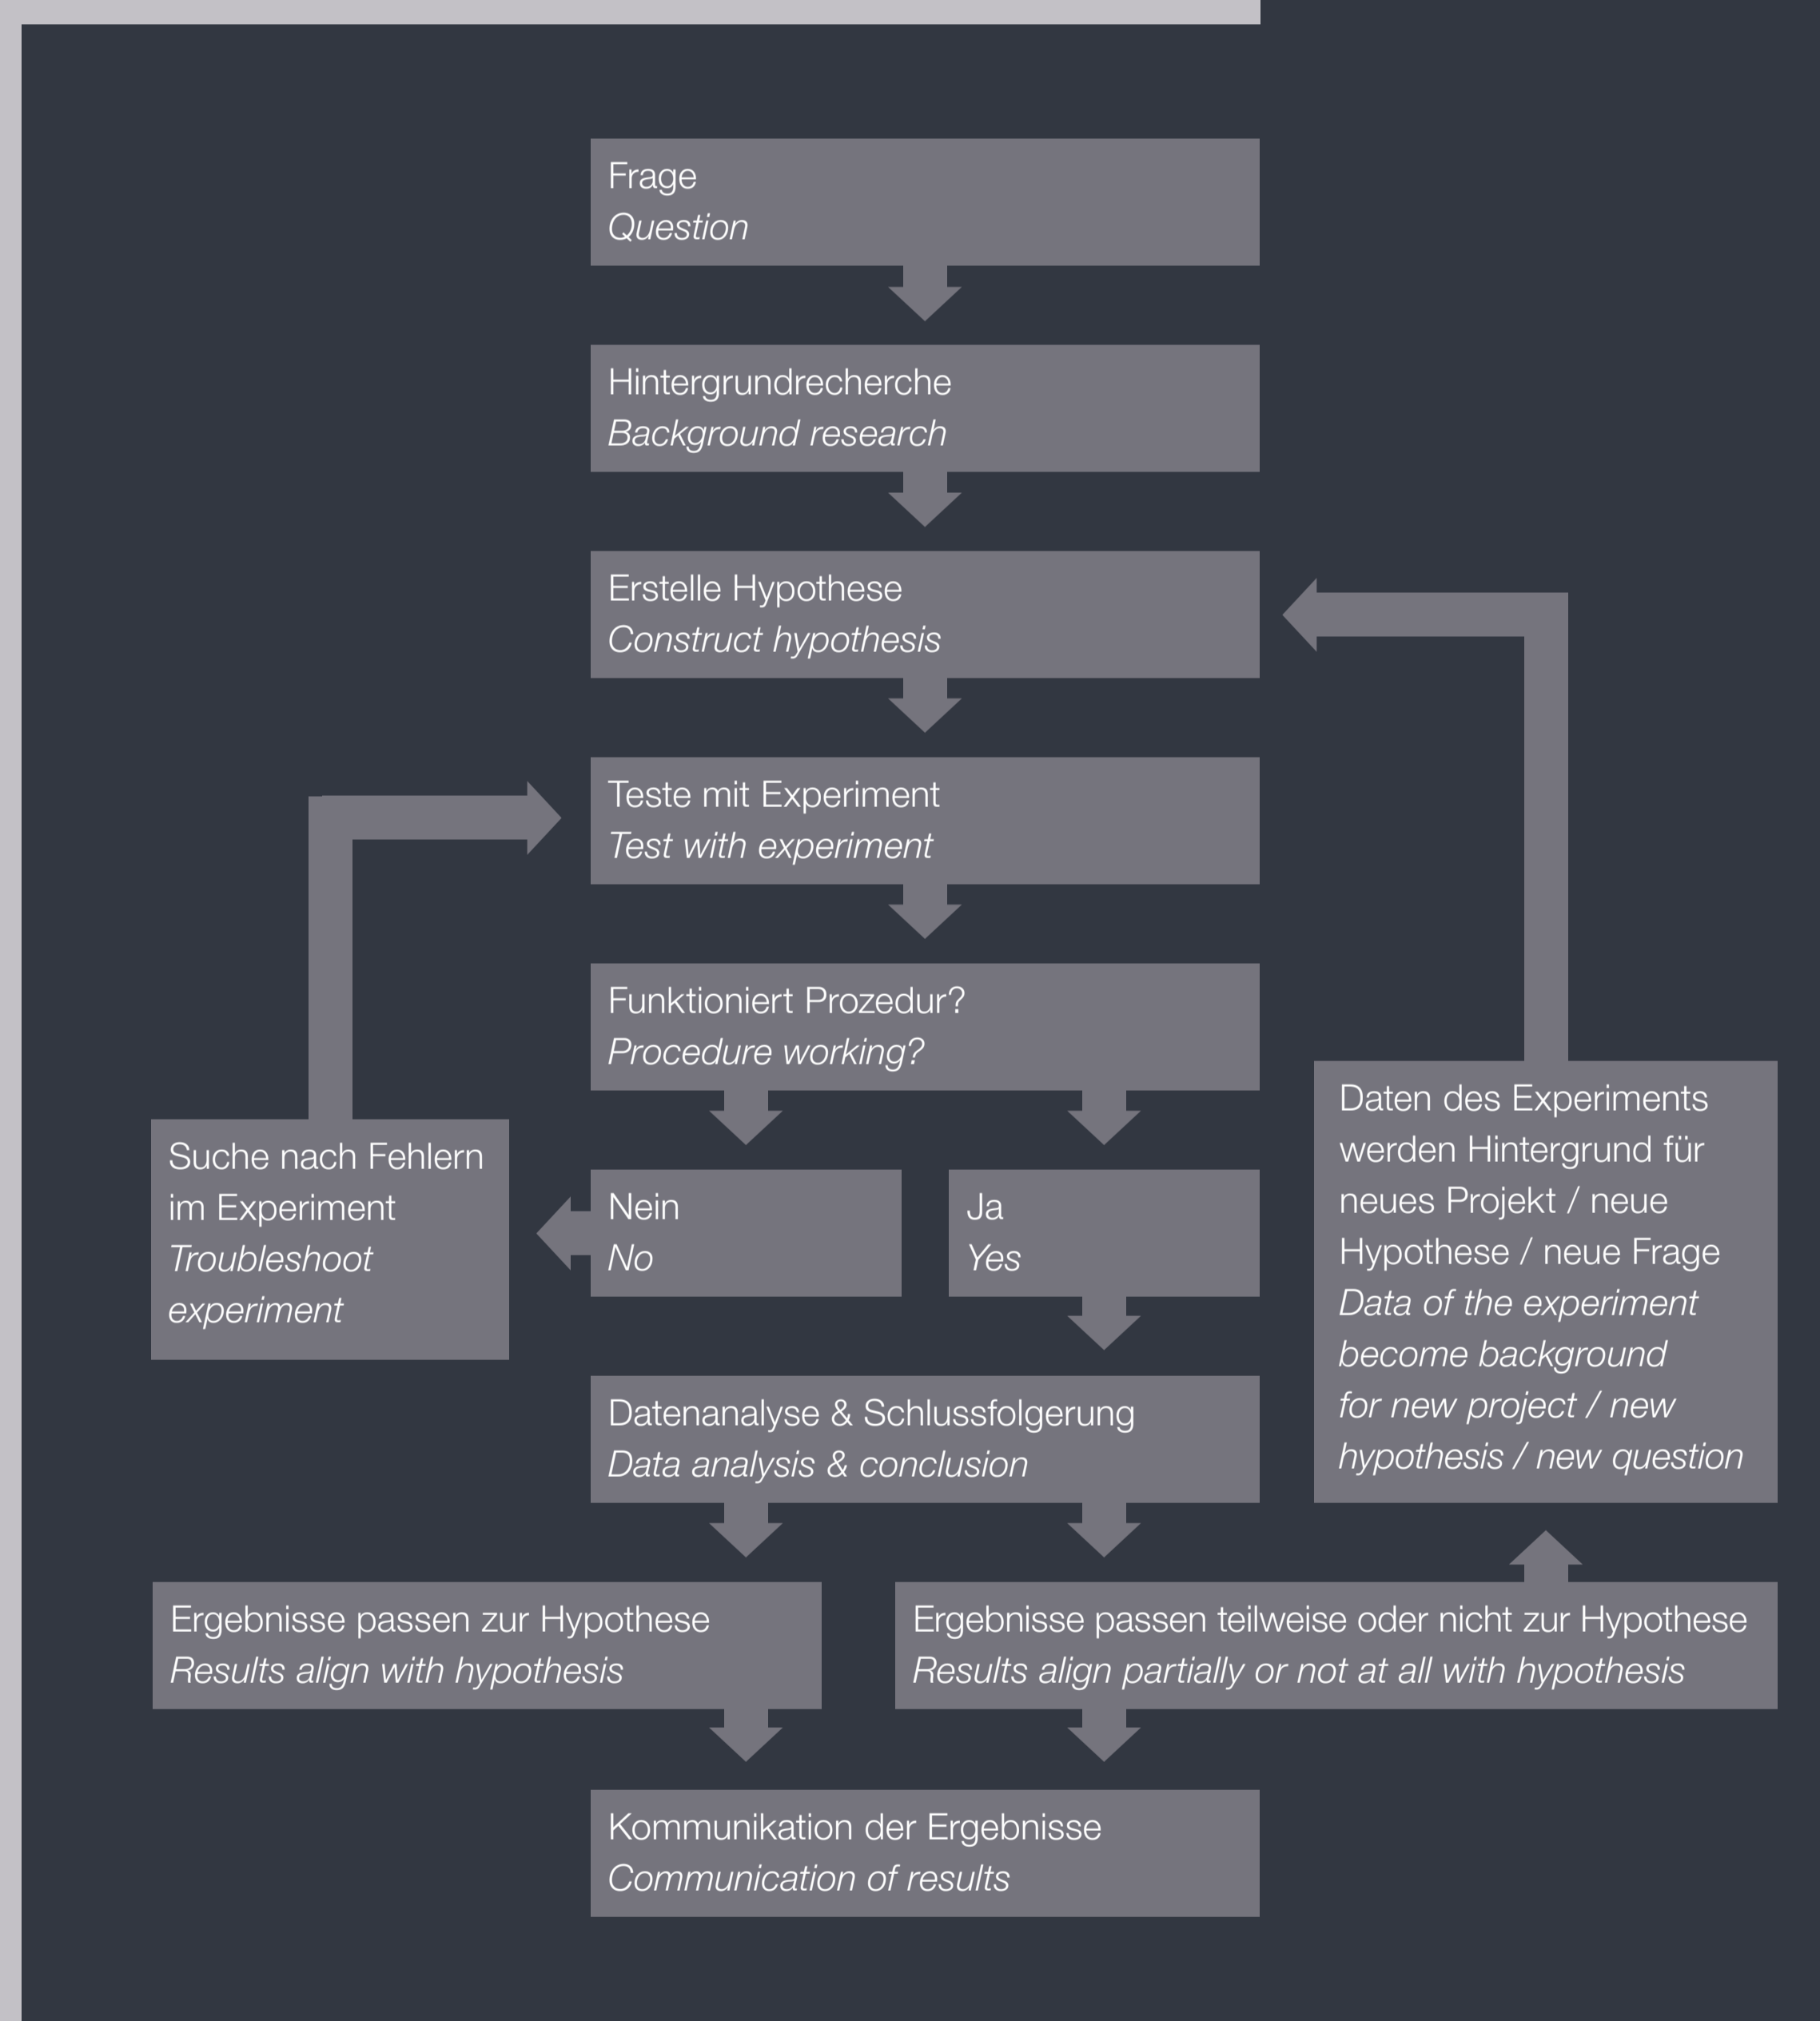 Frage
Question
Hintergrundrecherche
Background research
Erstelle Hypothese
Construct hypothesis
Teste mit Experiment
Test with experiment
Funktioniert Prozedur?
Procedure working?
Suche nach Fehlern
im Experiment
Troubleshoot
experiment
Nein
No
Ja
Yes
Daten des Experiments
werden Hintergrund für
neues Projekt / neue
Hypothese / neue Frage
Data of the experiment
become background
for new project / new
hypothesis / new question
Datenanalyse & Schlussfolgerung
Data analysis & conclusion
Ergebnisse passen zur Hypothese
Results align with hypothesis
Ergebnisse passen teilweise oder nicht zur Hypothese
Results align partially or not at all with hypothesis
Kommunikation der Ergebnisse
Communication of results